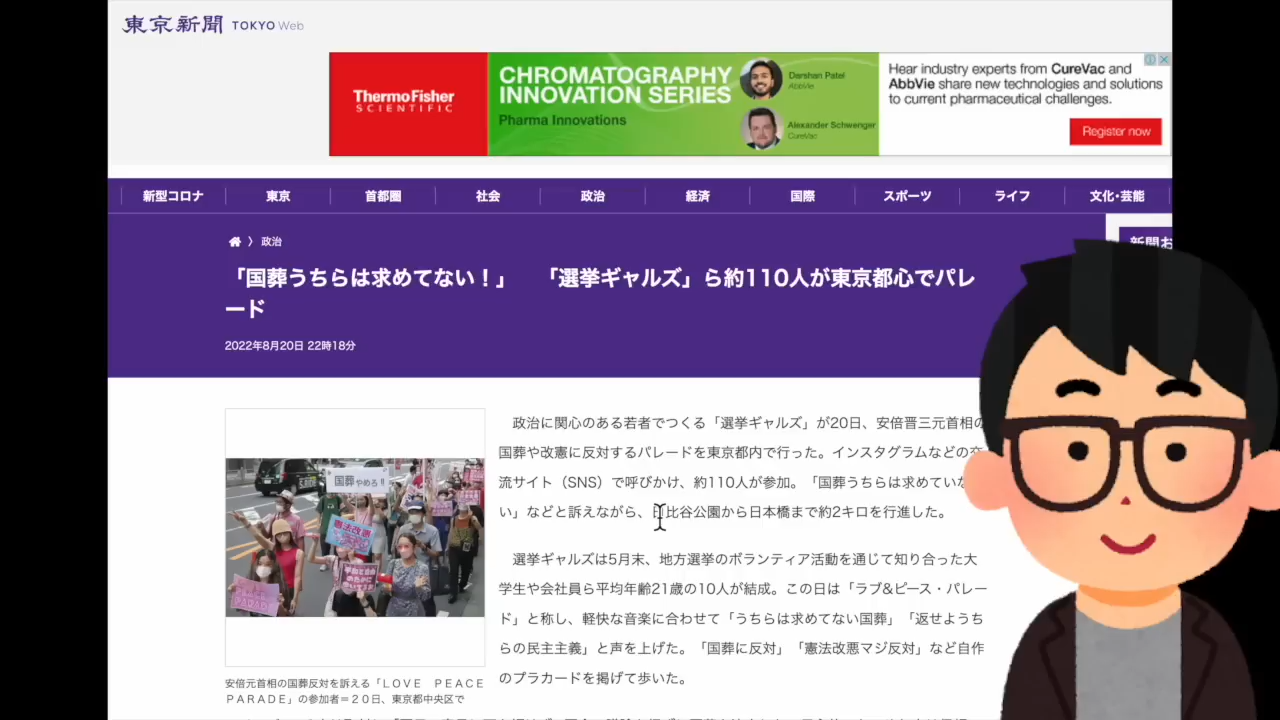 東京新聞 TOKYO Web
ThermoFisher
SCIENTIFIC
CHROMATOGRAPHY
INNOVATION SERIES
Pharma Innovations
Darshan Patel
AbbVie
Alexander Schwenger
CureVac
Hear industry experts from CureVac and
AbbVie share new technologies and solutions
to current pharmaceutical challenges.
Register now
新型コロナ 東京 首都圏 社会 政治 経済 国際 スポーツ ライフ 文化・芸能
新聞お
〉 政治
「国葬うちらは求めてない！」　「選挙ギャルズ」ら約110人が東京都心でパレ
ード
2022年8月20日 22時18分
政治に関心のある若者でつくる「選挙ギャルズ」が20日、安倍晋三元首相の
国葬や改憲に反対するパレードを東京都内で行った。インスタグラムなどの交
流サイト（SNS）で呼びかけ、約110人が参加。「国葬うちらは求めていな
い」などと訴えながら、日比谷公園から日本橋まで約2キロを行進した。
選挙ギャルズは5月末、地方選挙のボランティア活動を通じて知り合った大
学生や会社員ら平均年齢21歳の10人が結成。この日は「ラブ&ピース・パレー
ド」と称し、軽快な音楽に合わせて「うちらは求めてない国葬」「返せようち
らの民主主義」と声を上げた。「国葬に反対」「憲法改悪マジ反対」など自作
のプラカードを掲げて歩いた。
国葬やめろ!!
憲法改悪
安倍元首相の国葬反対を訴える「ＬＯＶＥ　ＰＥＡＣＥ
ＰＡＲＡＤＥ」の参加者＝２０日、東京都中央区で